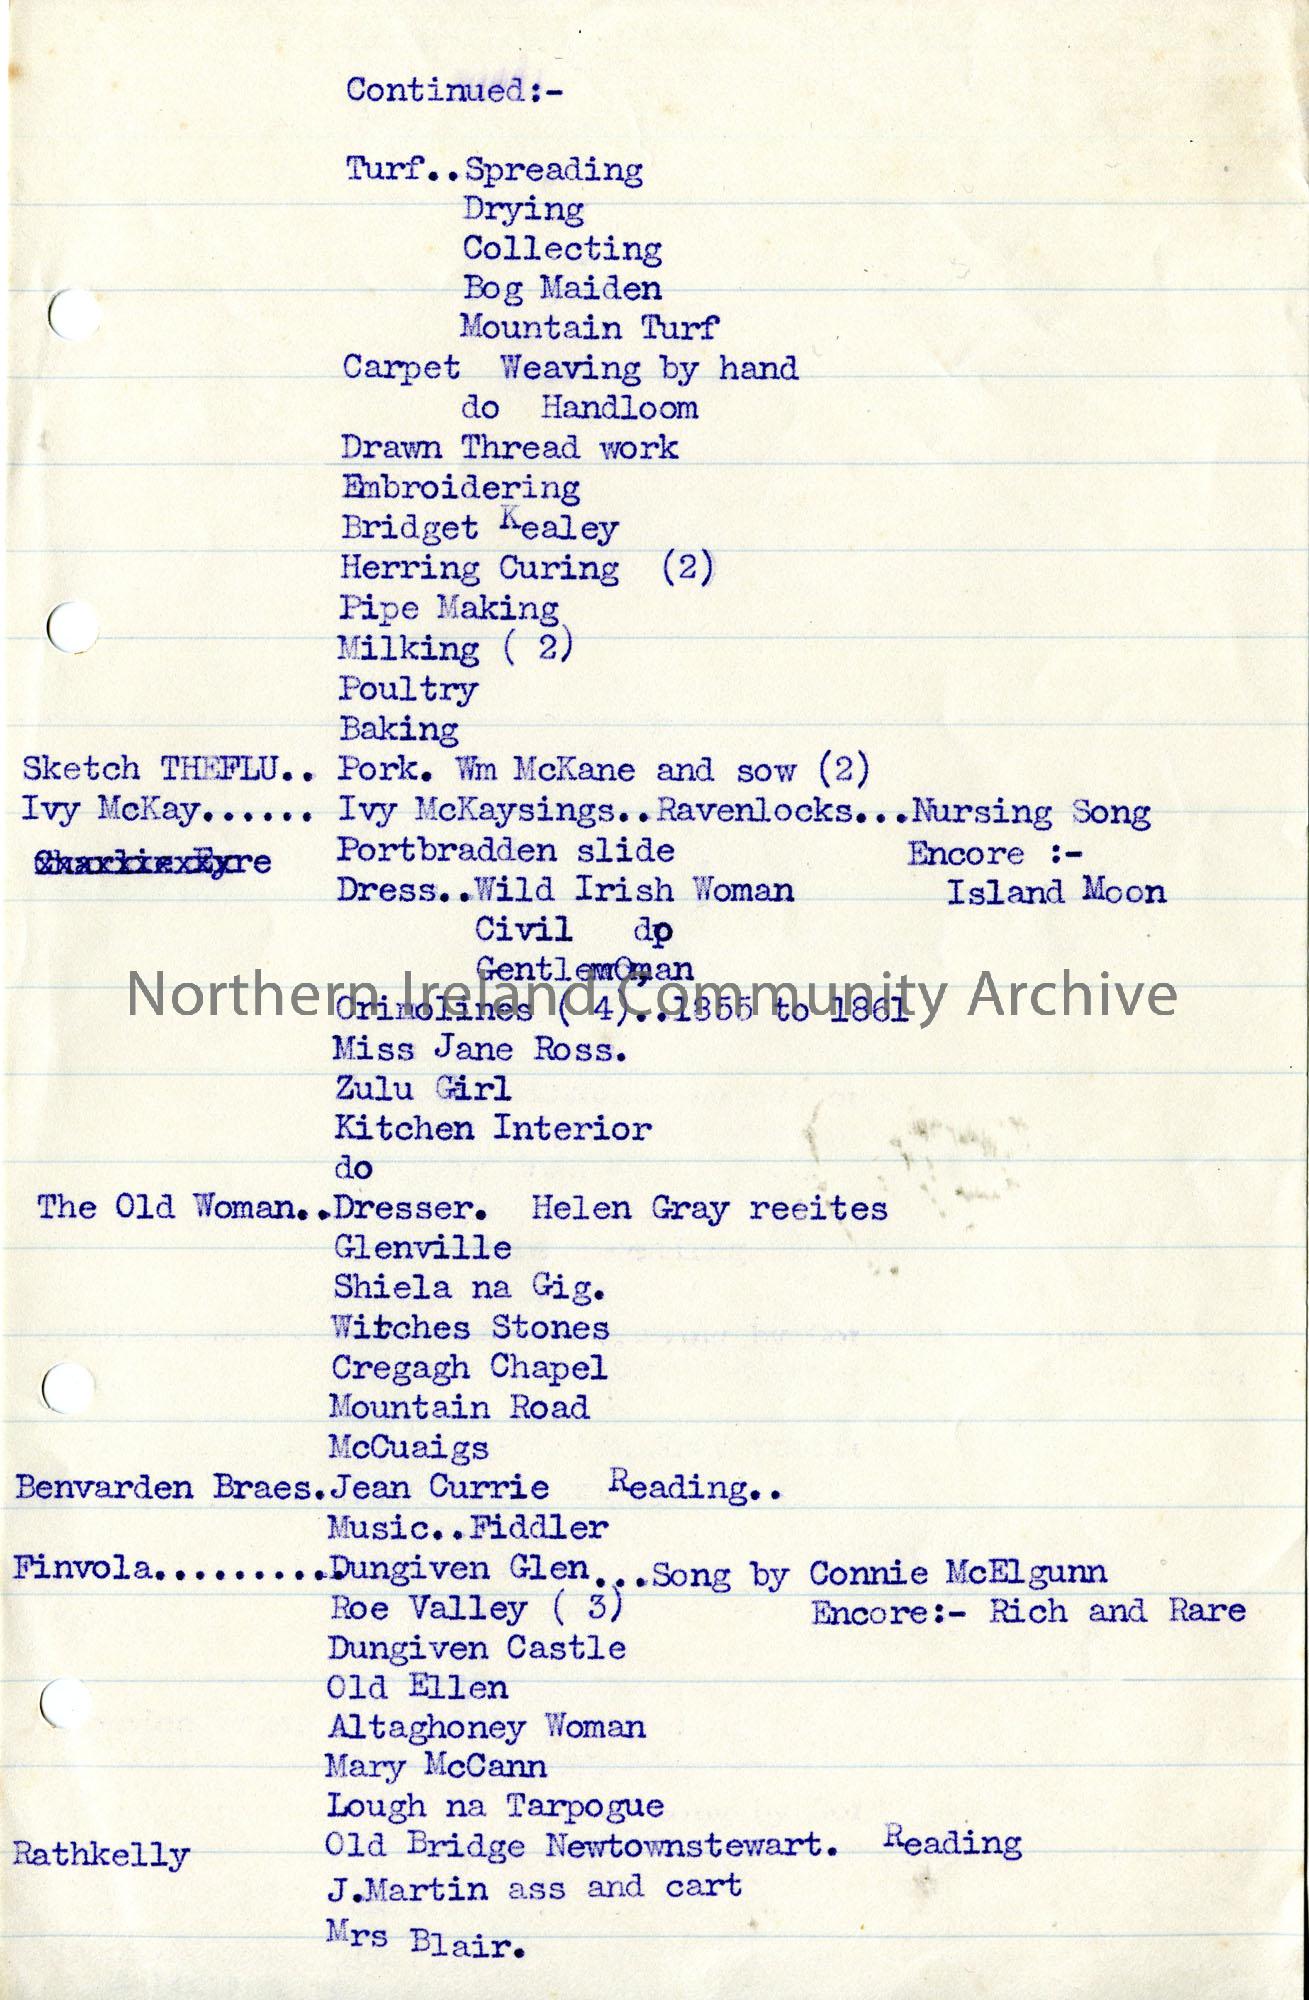 Continued:-
Turf..Spreading
Drying
Collecting
Bog Maiden
Mountain Turf
Carpet Weaving by hand
do Handloom
Drawn Thread work
Embroidering
Bridget Kealey
Herring Curing (2)
Pipe Making
Milking ( 2)
Poultry
Baking
Sketch THEFLU.. Pork. Wm McKane and sow (2)
Ivy McKay...... Ivy McKaysings..Ravenlocks...Nursing Song
Portbradden slide Encore :-
Dress..Wild Irish Woman Island Moon
Civil dp
Gentlewoman
Northern Ireland Community Archive
Crinolines ( 4)..1855 to 1861
Miss Jane Ross.
Zulu Girl
Kitchen Interior
do
The Old Woman..Dresser. Helen Gray reeites
Glenville
Shiela na Gig.
Witches Stones
Cregagh Chapel
Mountain Road
McCuaigs
Benvarden Braes.Jean Currie Reading..
Music..Fiddler
Finvola.........Dungiven Glen...Song by Connie McElgunn
Roe Valley ( 3) Encore:- Rich and Rare
Dungiven Castle
Old Ellen
Altaghoney Woman
Mary McCann
Lough na Tarpogue
Rathkelly Old Bridge Newtownstewart. Reading
J.Martin ass and cart
Mrs Blair.